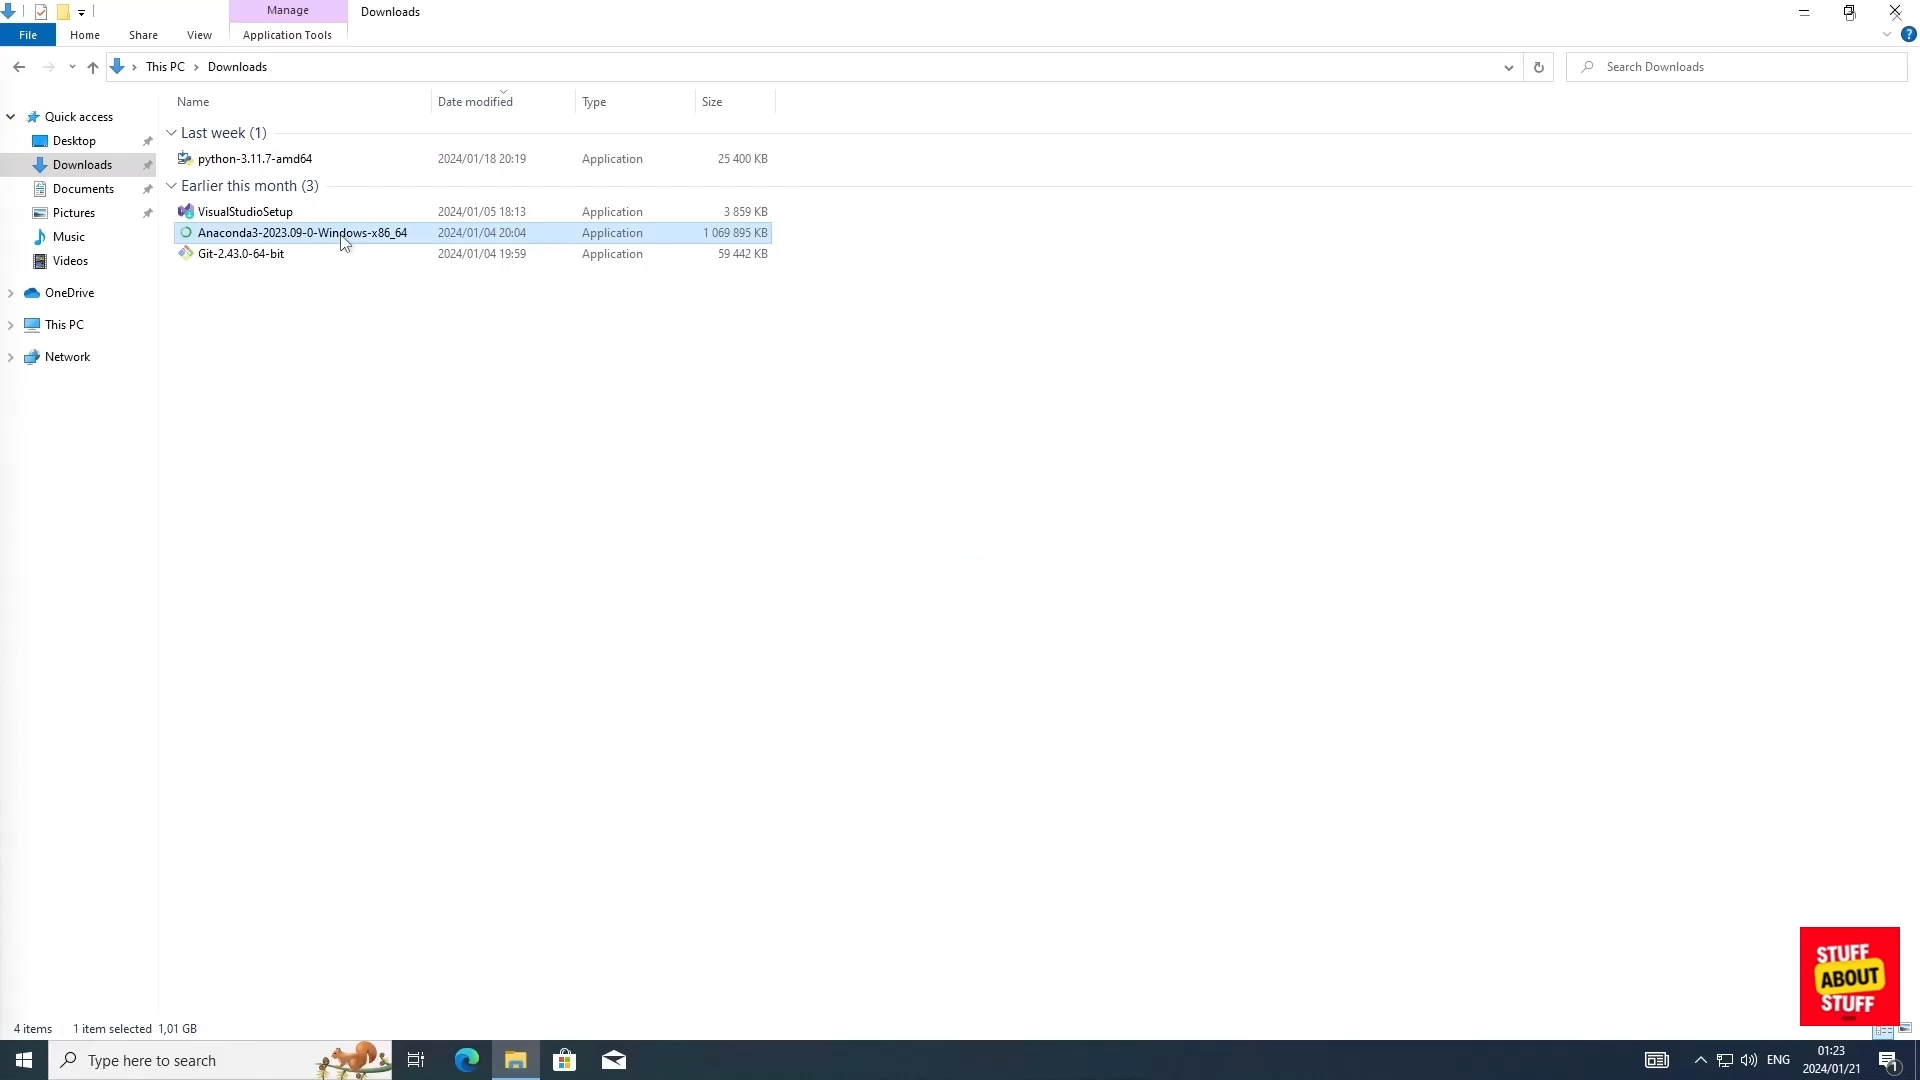 Manage
Downloads
File
Home
Share
View
Application Tools
This PC
Downloads
Search Downloads
Name
Date modified
Type
Size
Quick access
Desktop
Downloads
Documents
Pictures
Music
Videos
OneDrive
This PC
Network
Last week (1)
python-3.11.7-amd64 2024/01/18 20:19 Application 25 400 KB
Earlier this month (3)
VisualStudioSetup 2024/01/05 18:13 Application 3 859 KB
Anaconda3-2023.09-0-Windows-x86_64 2024/01/04 20:04 Application 1 069 895 KB
Git-2.43.0-64-bit 2024/01/04 19:59 Application 59 442 KB
STUFF
ABOUT
STUFF
4 items 1 item selected 1,01 GB
Type here to search
ENG
01:23
2024/01/21
1